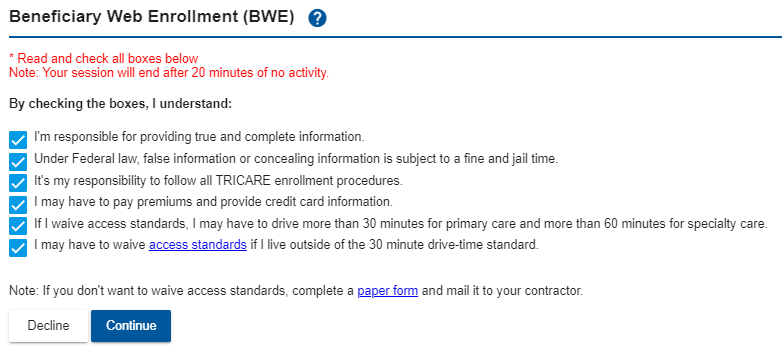 Beneficiary Web Enrollment (BWE) ?
* Read and check all boxes below
Note: Your session will end after 20 minutes of no activity.
By checking the boxes, I understand:
I'm responsible for providing true and complete information.
Under Federal law, false information or concealing information is subject to a fine and jail time.
It's my responsibility to follow all TRICARE enrollment procedures.
I may have to pay premiums and provide credit card information.
If I waive access standards, I may have to drive more than 30 minutes for primary care and more than 60 minutes for specialty care.
I may have to waive access standards if I live outside of the 30 minute drive-time standard.
Note: If you don't want to waive access standards, complete a paper form and mail it to your contractor.
Decline Continue